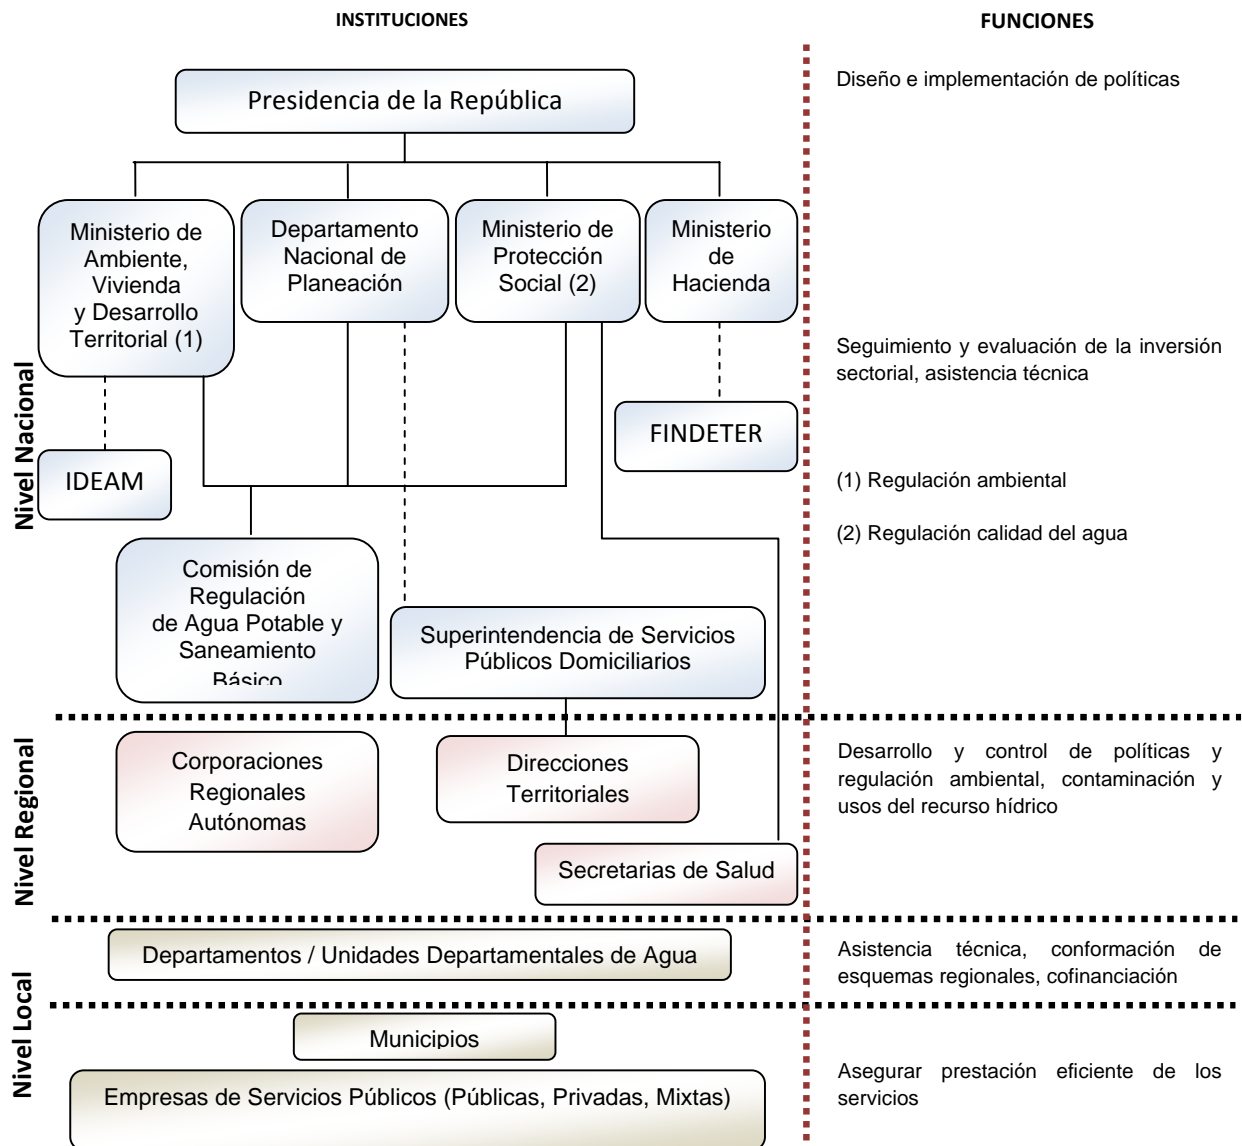 INSTITUCIONES
FUNCIONES
Presidencia de la República
Diseño e implementación de políticas
Nivel Nacional
Ministerio de
Ambiente,
Vivienda
y Desarrollo
Territorial (1)
Departamento
Nacional de
Planeación
Ministerio de
Protección
Social (2)
Ministerio
de
Hacienda
Seguimiento y evaluación de la inversión
sectorial, asistencia técnica
IDEAM
FINDETER
(1) Regulación ambiental
(2) Regulación calidad del agua
Comisión de
Regulación
de Agua Potable y
Saneamiento
Básico
Superintendencia de Servicios
Públicos Domiciliarios
Nivel Regional
Corporaciones
Regionales
Autónomas
Direcciones
Territoriales
Secretarias de Salud
Desarrollo y control de políticas y
regulación ambiental, contaminación y
usos del recurso hídrico
Nivel Local
Departamentos / Unidades Departamentales de Agua
Asistencia técnica, conformación de
esquemas regionales, cofinanciación
Municipios
Empresas de Servicios Públicos (Públicas, Privadas, Mixtas)
Asegurar prestación eficiente de los
servicios